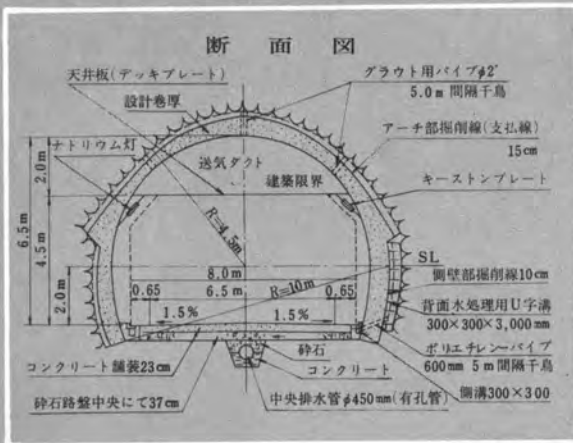 断面図
天井板(デッキプレート)
設計巻厚
ナトリウム灯
グラウト用パイプφ2"
5.0m間隔千鳥
アーチ部掘削線(支払線)
15cm
送気ダクト
建築限界
キーストンプレート
2.0m
6.5m
4.5m
2.0m
R=4.5m
SL
8.0m
6.5m
R=10m
0.65
0.65
1.5%
1.5%
側壁部掘削線10cm
背面水処理用U字溝
300×300×3,000mm
ポリエチレンパイプ
600mm 5m間隔千鳥
側溝300×300
コンクリート舗装23cm
砕石
コンクリート
砕石路盤中央にて37cm
中央排水管φ450mm(有孔管)